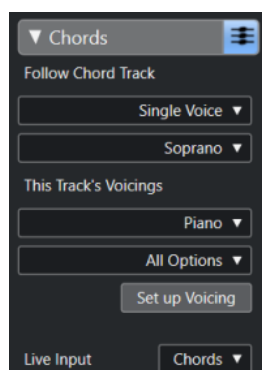 Chords
Follow Chord Track
Single Voice
Soprano
This Track's Voicings
Piano
All Options
Set up Voicing
Live Input Chords